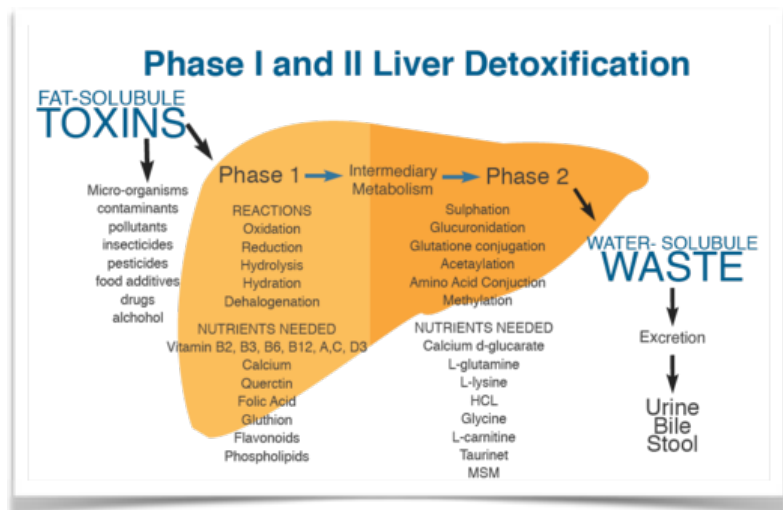 Phase I and II Liver Detoxification
FAT-SOLUBULE
TOXINS
Micro-organisms
contaminants
pollutants
insecticides
pesticides
food additives
drugs
alchohol
Phase 1
REACTIONS
Oxidation
Reduction
Hydrolysis
Hydration
Dehalogenation
NUTRIENTS NEEDED
Vitamin B2, B3, B6, B12, A,C, D3
Calcium
Querctin
Folic Acid
Gluthion
Flavonoids
Phospholipids
Intermediary
Metabolism
Phase 2
Sulphation
Glucuronidation
Glutatione conjugation
Acetaylation
Amino Acid Conjuction
Methylation
NUTRIENTS NEEDED
Calcium d-glucarate
L-glutamine
L-lysine
HCL
Glycine
L-carnitine
Taurinet
MSM
WATER- SOLUBULE
WASTE
Excretion
Urine
Bile
Stool